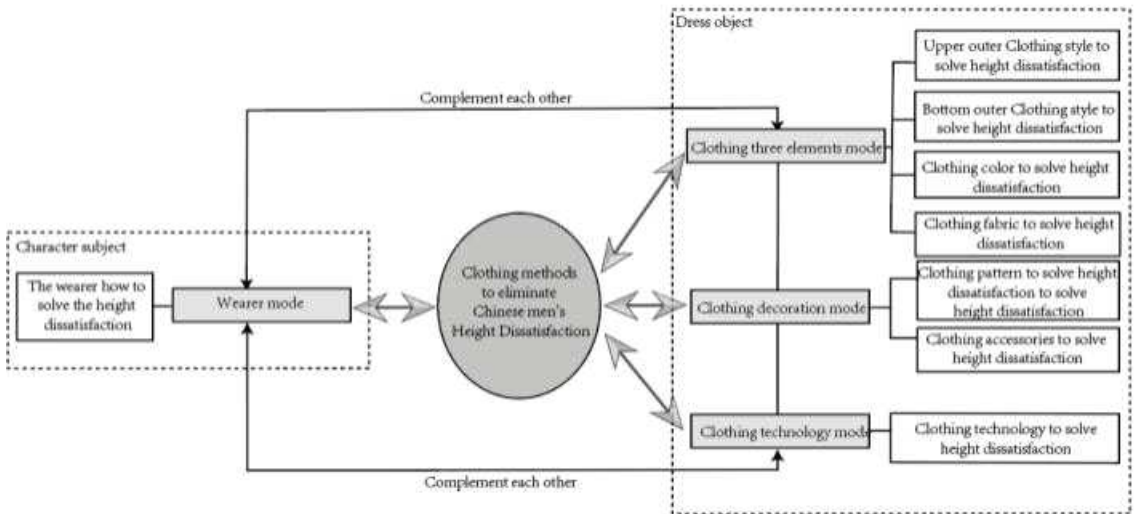 Dress object
Upper outer Clothing style to
solve height dissatisfaction
Complement each other
Bottom outer Clothing style to
solve height dissatisfaction
Clothing three elements mode
Clothing color to solve height
dissatisfaction
Clothing fabric to solve height
dissatisfaction
Character subject
The wearer how to
solve the height
dissatisfaction
Wearer mode
Clothing methods
to eliminate
Chinese men's
Height Dissatisfaction
Clothing decoration mode
Clothing pattern to solve height
dissatisfaction to solve
height dissatisfaction
Clothing accessories to solve
height dissatisfaction
Clothing technology mode
Clothing technology to solve
height dissatisfaction
Complement each other